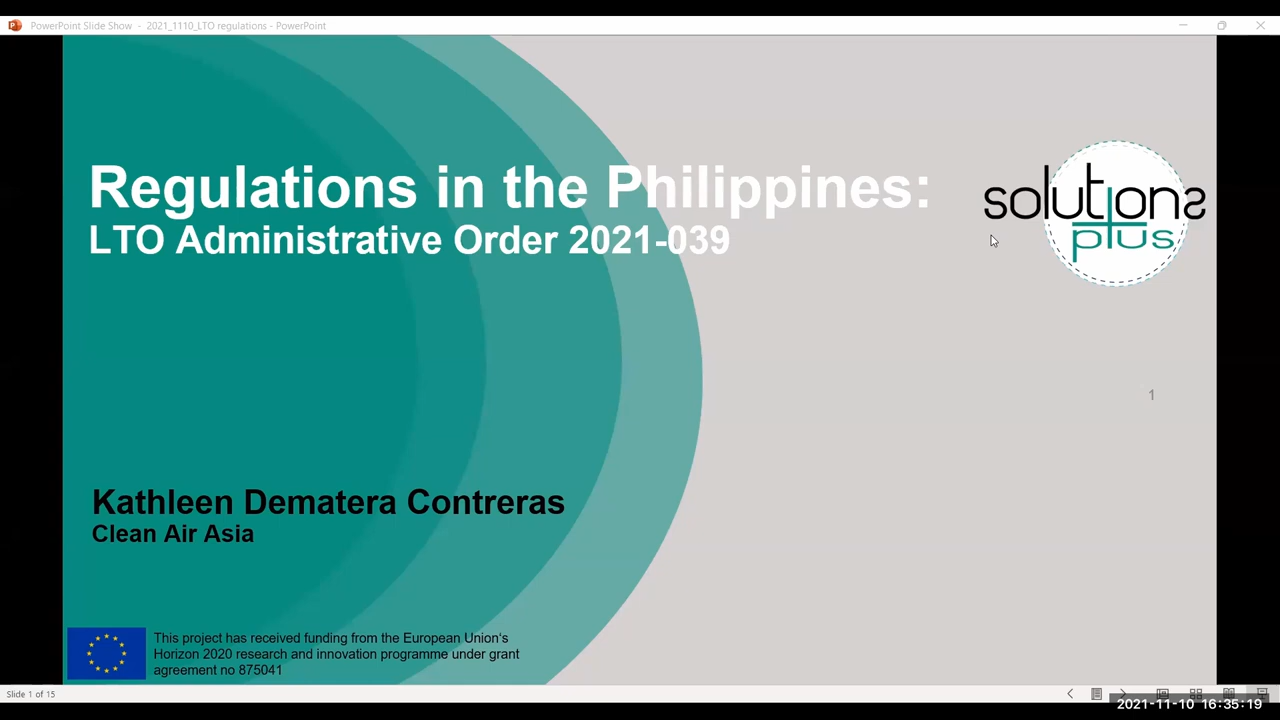 PowerPoint Slide Show - 2021_1110_LTO regulations - PowerPoint
Regulations in the Philippines:
LTO Administrative Order 2021-039
solutions
plus
1
Kathleen Dematera Contreras
Clean Air Asia
This project has received funding from the European Union's
Horizon 2020 research and innovation programme under grant
agreement no 875041
Slide 1 of 15
2021-11-10 16:35:19